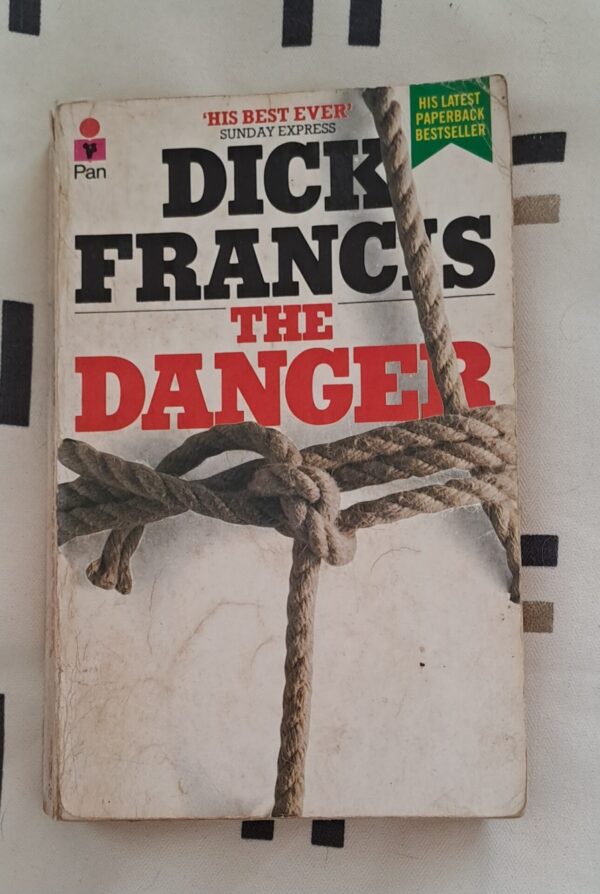 'HIS BEST EVER'
SUNDAY EXPRESS
HIS LATEST
PAPERBACK
BESTSELLER
Pan
DICK
FRANCIS
THE
DANGER